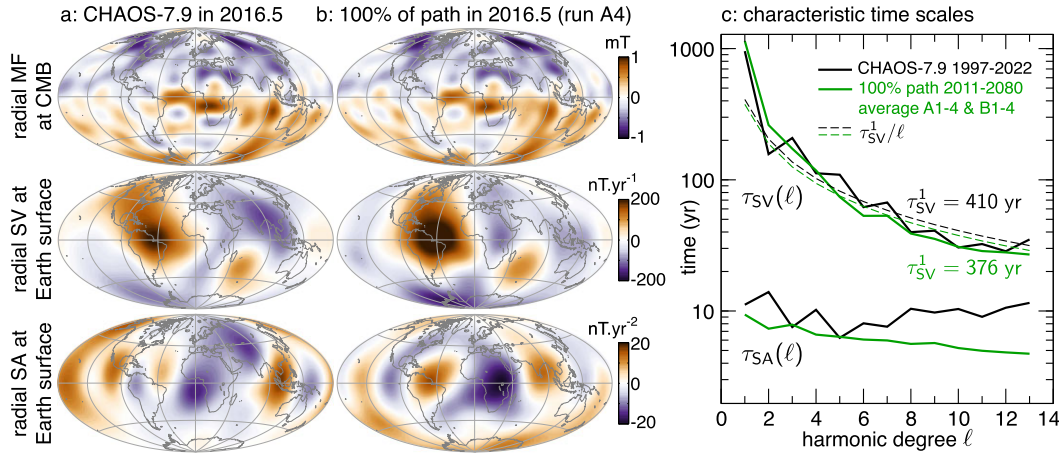 a: CHAOS-7.9 in 2016.5
b: 100% of path in 2016.5 (run A4)
c: characteristic time scales
radial MF
at CMB
mT
1
0
-1
radial SV at
Earth surface
nT.yr⁻¹
200
0
-200
radial SA at
Earth surface
nT.yr⁻²
20
0
-20
time (yr)
1000
100
10
CHAOS-7.9 1997-2022
100% path 2011-2080
average A1-4 & B1-4
τ¹SV/ℓ
τSV(ℓ)
τ¹SV = 410 yr
τ¹SV = 376 yr
τSA(ℓ)
0 2 4 6 8 10 12 14
harmonic degree ℓ